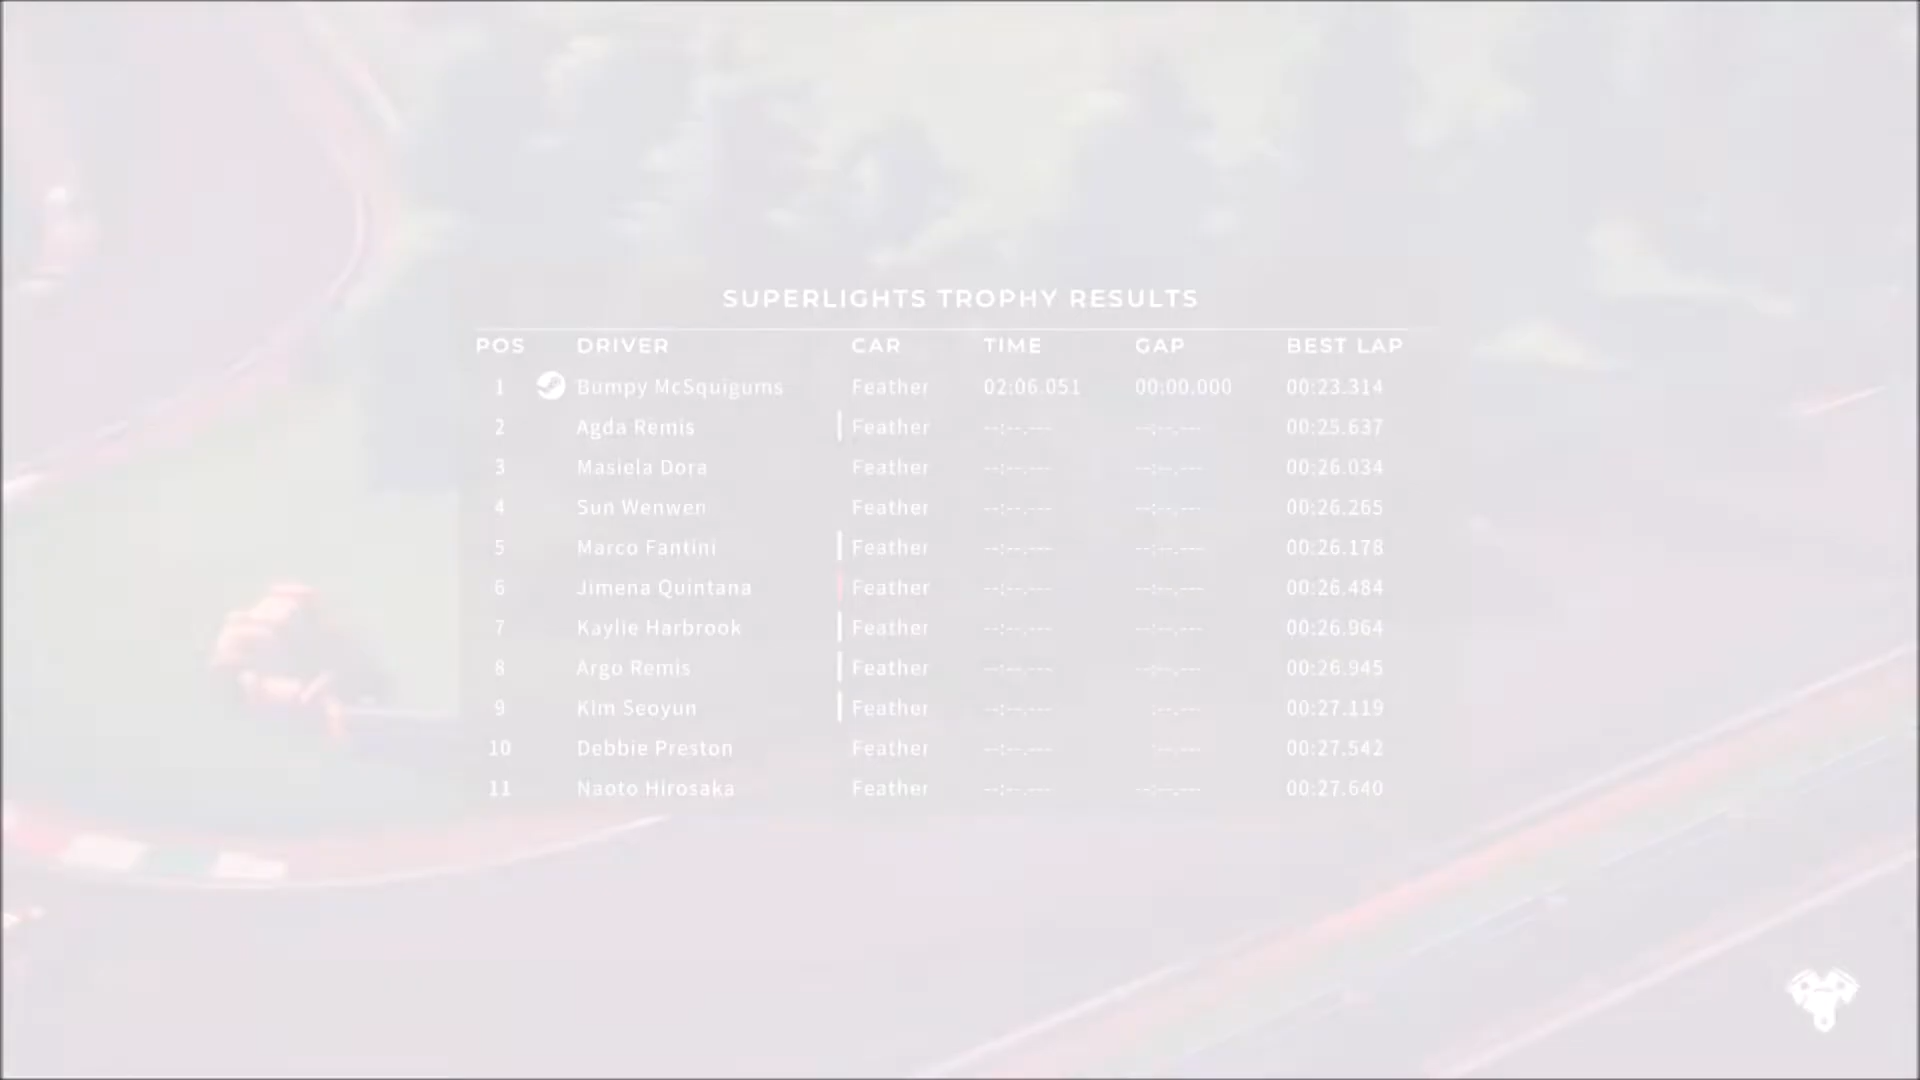 SUPERLIGHTS TROPHY RESULTS
POS DRIVER CAR TIME GAP BEST LAP
1 Bumpy McSquigums Feather 02:06.051 00:00.000 00:23.314
2 Agda Remis Feather --:--.--- --:--.--- 00:25.637
3 Masiela Dora Feather --:--.--- --:--.--- 00:26.034
4 Sun Wenwen Feather --:--.--- --:--.--- 00:26.265
5 Marco Fantini Feather --:--.--- --:--.--- 00:26.178
6 Jimena Quintana Feather --:--.--- --:--.--- 00:26.484
7 Kaylie Harbrook Feather --:--.--- --:--.--- 00:26.964
8 Argo Remis Feather --:--.--- --:--.--- 00:26.945
9 Kim Seoyun Feather --:--.--- --:--.--- 00:27.119
10 Debbie Preston Feather --:--.--- --:--.--- 00:27.542
11 Naoto Hirosaka Feather --:--.--- --:--.--- 00:27.640